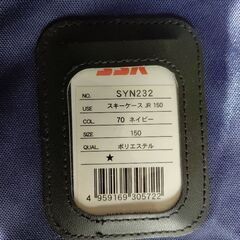 SSK
NO. SYN232
USE スキーケース JR 150
COL. 70 ネイビー
SIZE 150
QUAL. ポリエステル
★
4 959169 305722